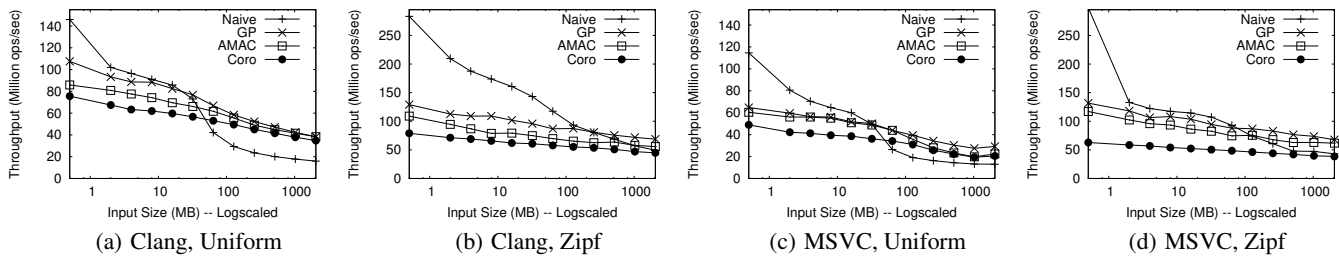 Throughput (Million ops/sec)
140
120
100
80
60
40
20
0
1
10
100
1000
Input Size (MB) -- Logscaled
Naive
GP
AMAC
Coro
(a) Clang, Uniform
Throughput (Million ops/sec)
250
200
150
100
50
0
1
10
100
1000
Input Size (MB) -- Logscaled
Naive
GP
AMAC
Coro
(b) Clang, Zipf
Throughput (Million ops/sec)
140
120
100
80
60
40
20
0
1
10
100
1000
Input Size (MB) -- Logscaled
Naive
GP
AMAC
Coro
(c) MSVC, Uniform
Throughput (Million ops/sec)
250
200
150
100
50
0
1
10
100
1000
Input Size (MB) -- Logscaled
Naive
GP
AMAC
Coro
(d) MSVC, Zipf